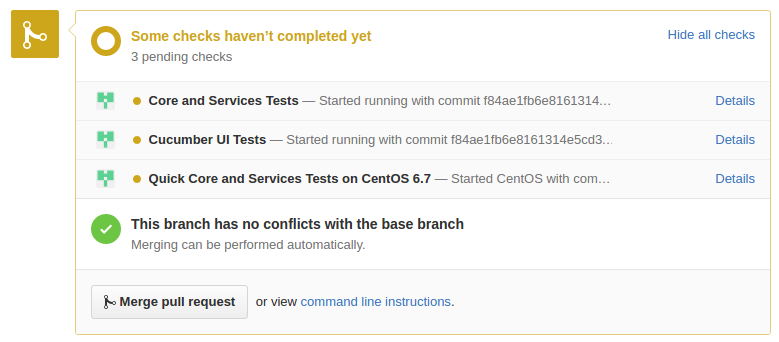 Some checks haven’t completed yet
Hide all checks
3 pending checks
Core and Services Tests — Started running with commit f84ae1fb6e8161314…
Details
Cucumber UI Tests — Started running with commit f84ae1fb6e8161314e5cd3…
Details
Quick Core and Services Tests on CentOS 6.7 — Started CentOS with com…
Details
This branch has no conflicts with the base branch
Merging can be performed automatically.
Merge pull request or view command line instructions.